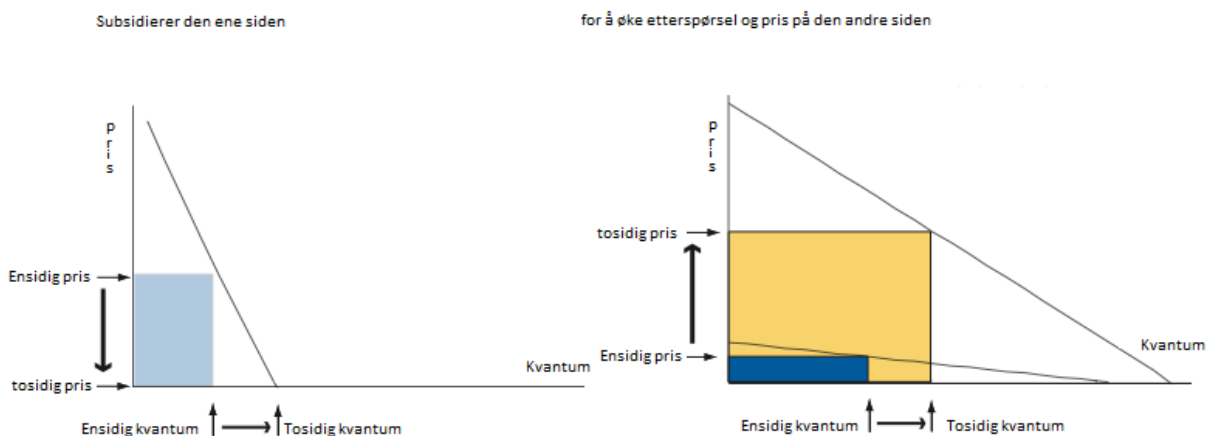 Subsidierer den ene siden
for å øke etterspørsel og pris på den andre siden
pris
Ensidig pris
tosidig pris
Kvantum
Ensidig kvantum
Tosidig kvantum
pris
tosidig pris
Ensidig pris
Kvantum
Ensidig kvantum
Tosidig kvantum